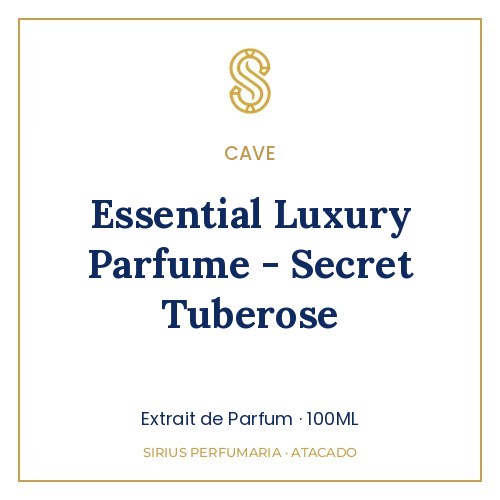 CAVE
Essential Luxury
Parfume - Secret
Tuberose
Extrait de Parfum · 100ML
SIRIUS PERFUMARIA · ATACADO